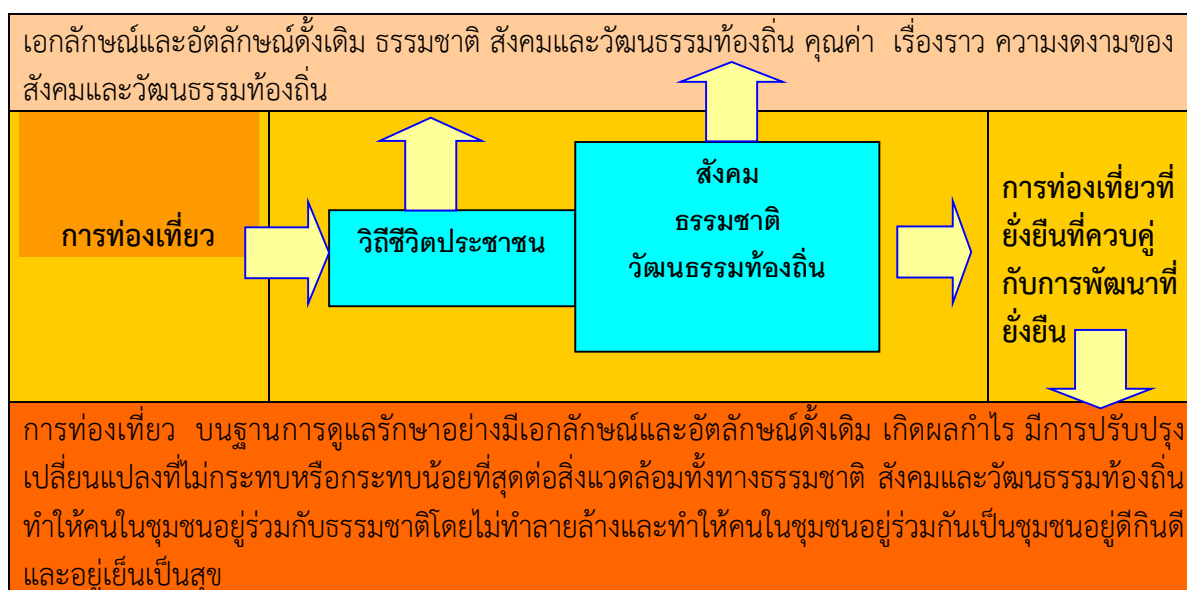 เอกลักษณ์และอัตลักษณ์ดั้งเดิม ธรรมชาติ สังคมและวัฒนธรรมท้องถิ่น คุณค่า เรื่องราว ความงดงามของ
สังคมและวัฒนธรรมท้องถิ่น
การท่องเที่ยว
วิถีชีวิตประชาชน
สังคม
ธรรมชาติ
วัฒนธรรมท้องถิ่น
การท่องเที่ยวที่
ยั่งยืนที่ควบคู่
กับการพัฒนาที่
ยั่งยืน
การท่องเที่ยว บนฐานการดูแลรักษาอย่างมีเอกลักษณ์และอัตลักษณ์ดั้งเดิม เกิดผลกำไร มีการปรับปรุง
เปลี่ยนแปลงที่ไม่กระทบหรือกระทบน้อยที่สุดต่อสิ่งแวดล้อมทั้งทางธรรมชาติ สังคมและวัฒนธรรมท้องถิ่น
ทำให้คนในชุมชนอยู่ร่วมกับธรรมชาติโดยไม่ทำลายล้างและทำให้คนในชุมชนอยู่ร่วมกันเป็นชุมชนอยู่ดีกินดี
และอยู่เย็นเป็นสุข